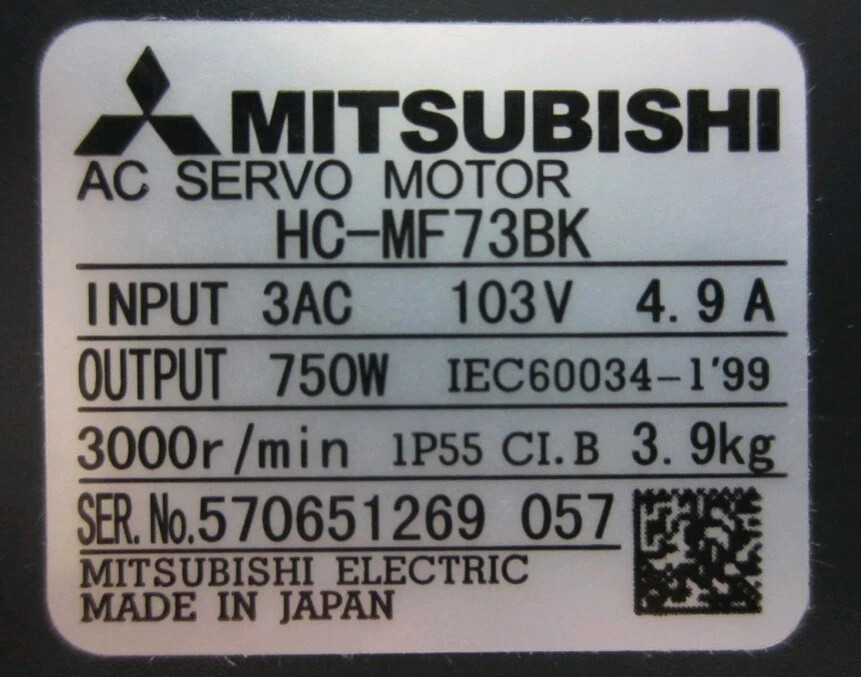 MITSUBISHI
AC SERVO MOTOR
HC-MF73BK
INPUT 3AC 103V 4.9A
OUTPUT 750W IEC60034-1'99
3000r/min IP55 CI.B 3.9kg
SER.No.570651269 057
MITSUBISHI ELECTRIC
MADE IN JAPAN